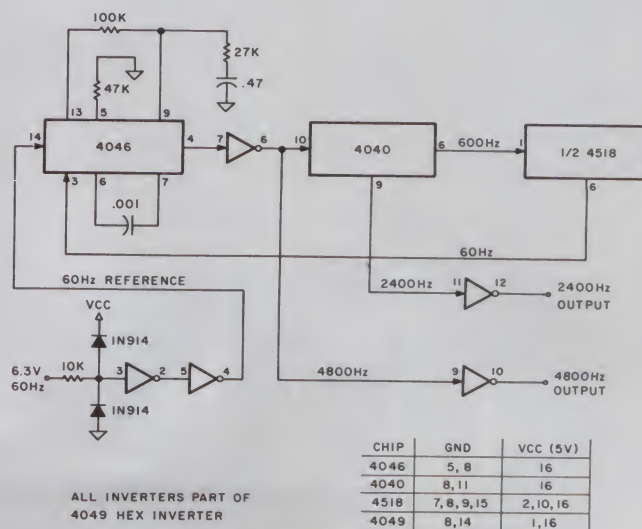 100K
27K
.47
47K
13 5 9
14 4046 4 7 6 10 4040 6 600Hz 1 1/2 4518
3 6 7 9 6
.001
60Hz
60Hz REFERENCE
2400Hz 11 12 2400Hz
OUTPUT
VCC
1N914
6.3V
60Hz
10K
3 2 5 4
1N914
4800Hz 9 10 4800Hz
OUTPUT
ALL INVERTERS PART OF
4049 HEX INVERTER
CHIP GND VCC (5V)
4046 5, 8 16
4040 8, 11 16
4518 7, 8, 9, 15 2, 10, 16
4049 8, 14 1, 16